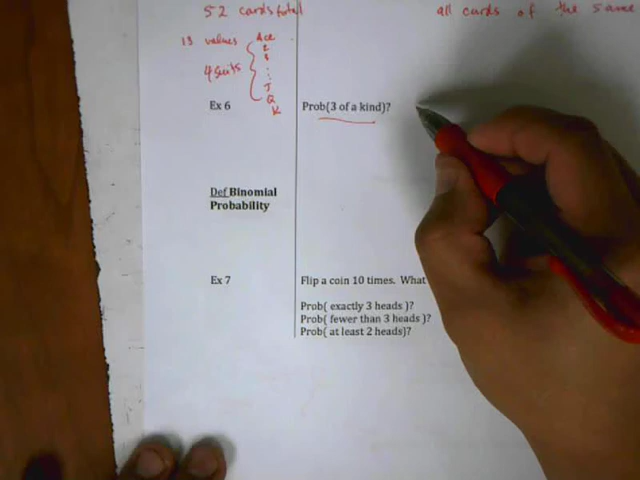 52 cards total
all cards of the same
13 values
Ace
2
3
4 suits
J
Q
K
Ex 6
Prob(3 of a kind)?
Def Binomial
Probability
Ex 7
Flip a coin 10 times. What
Prob( exactly 3 heads )?
Prob( fewer than 3 heads )?
Prob( at least 2 heads)?